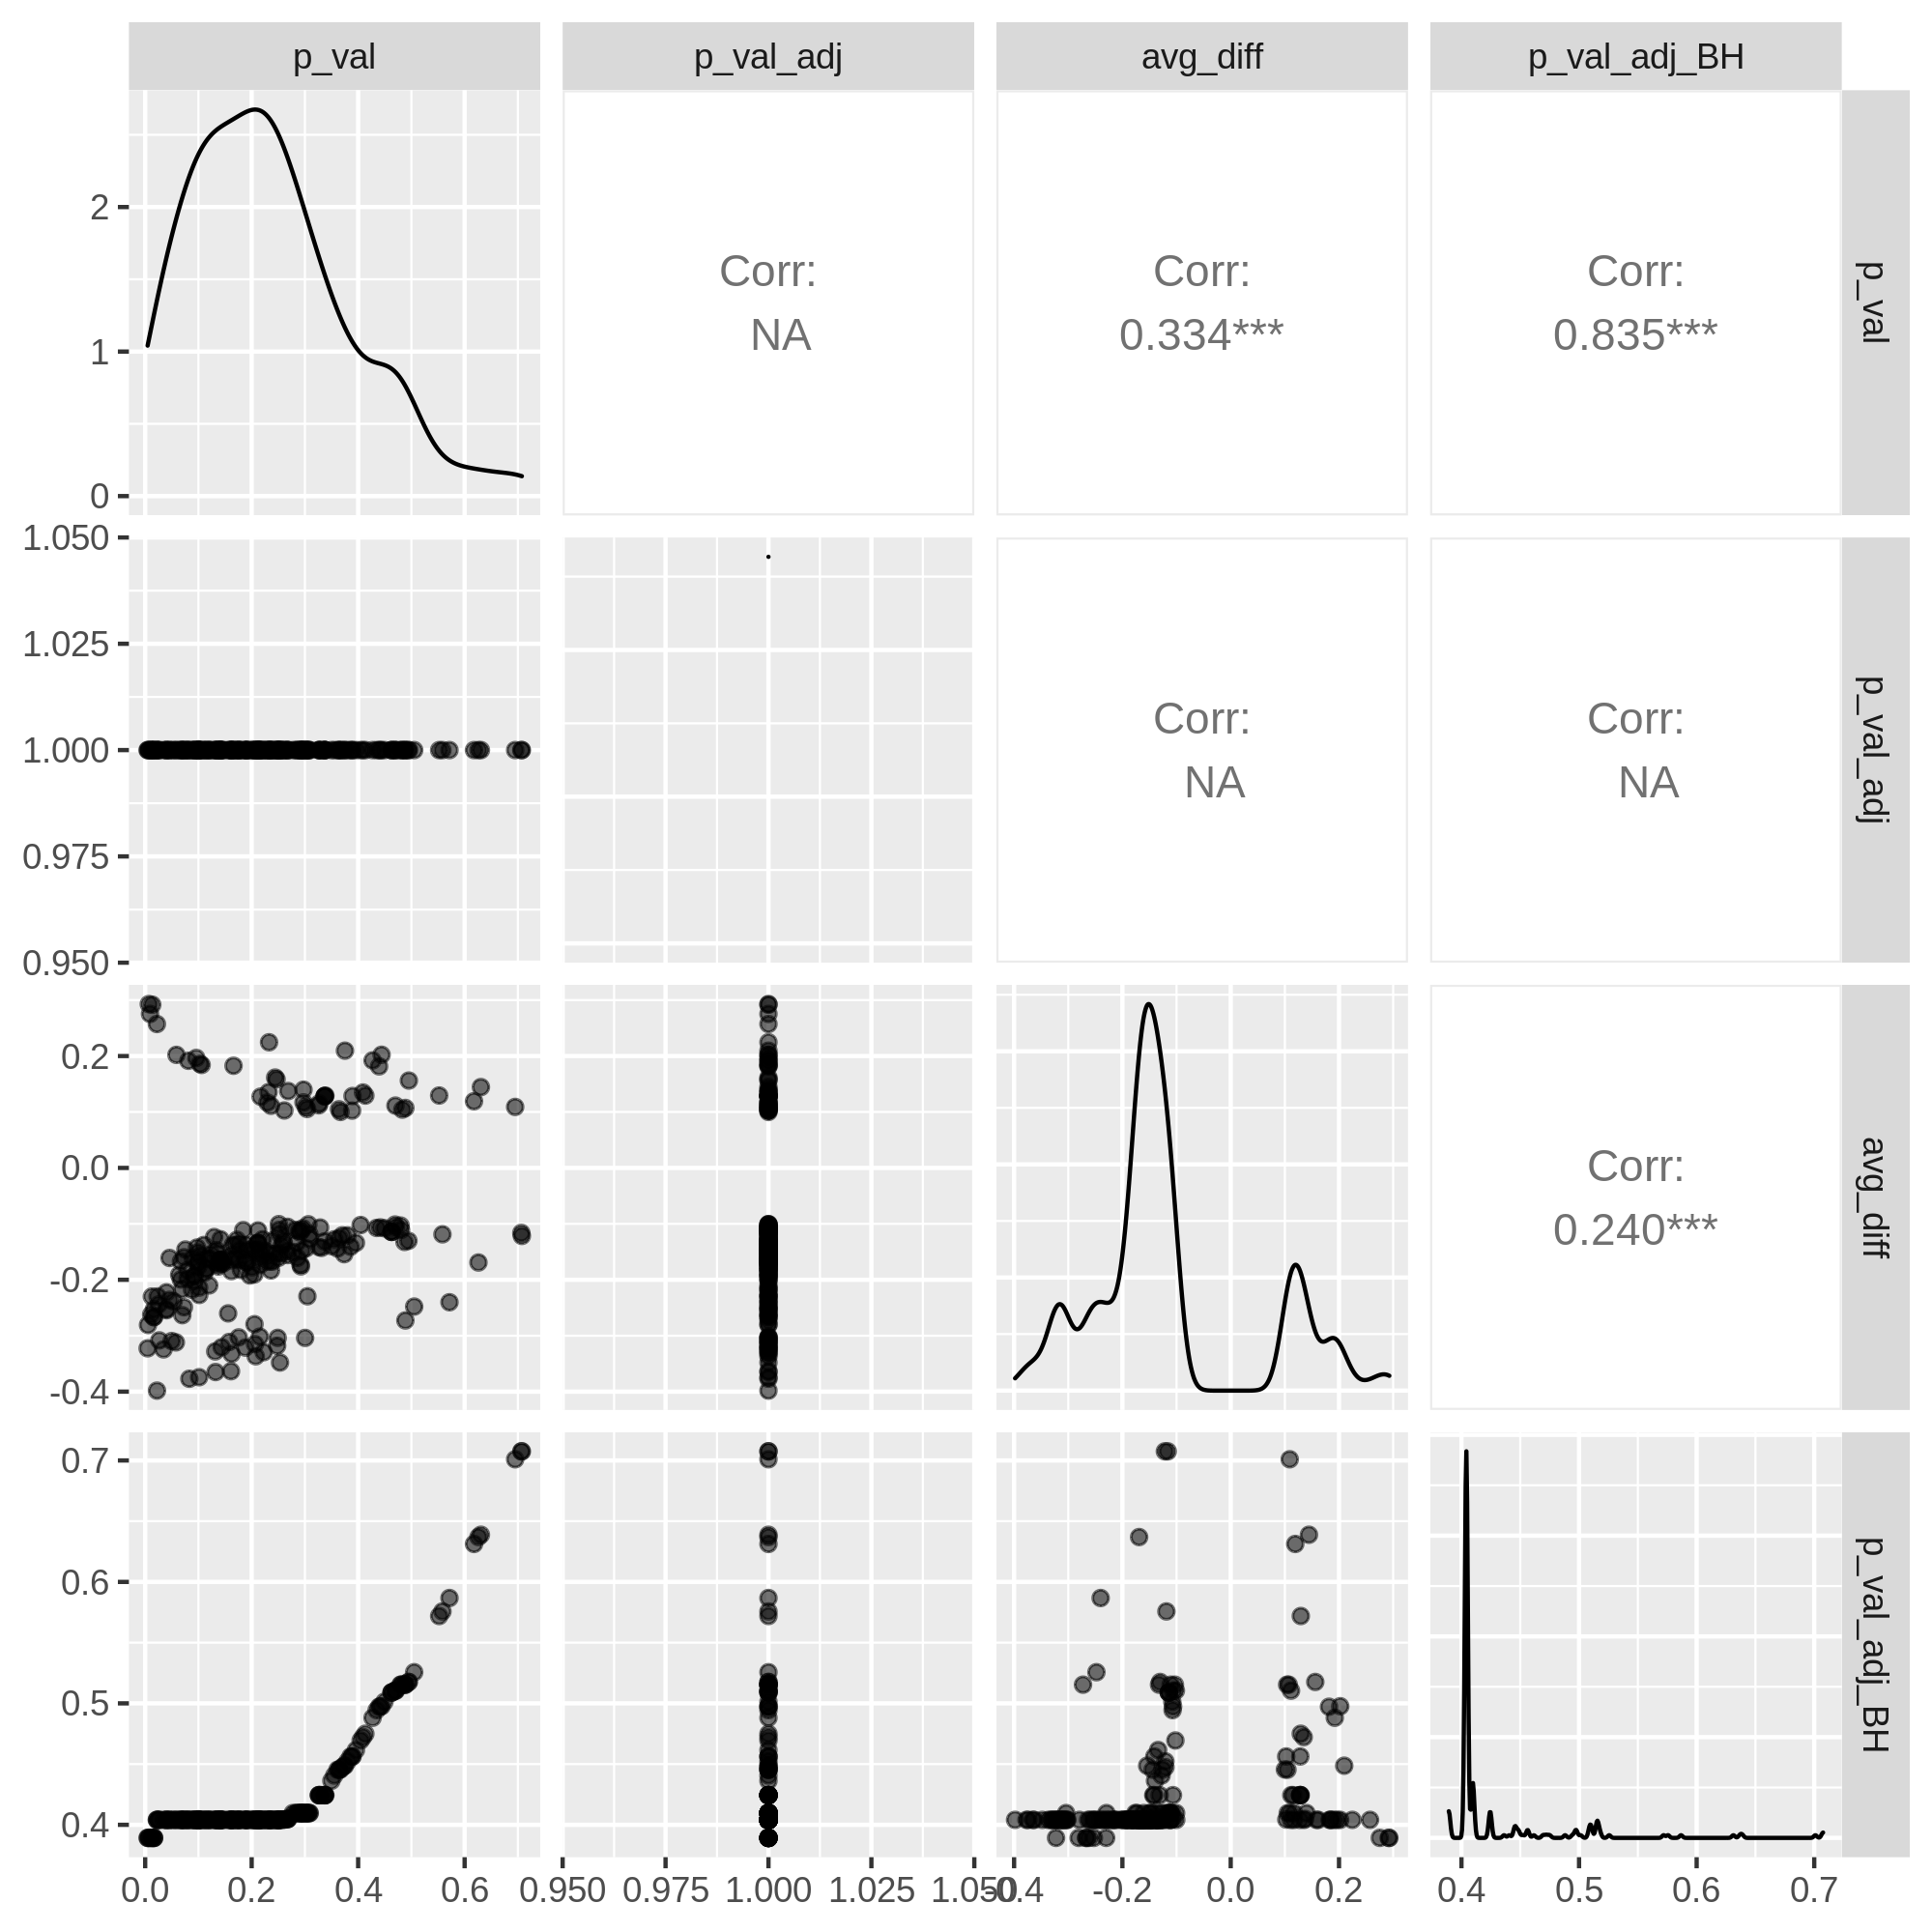 p_val p_val_adj avg_diff p_val_adj_BH
2
1
0
Corr:
NA
Corr:
0.334***
Corr:
0.835***
p_val
1.050
1.025
1.000
0.975
0.950
Corr:
NA
Corr:
NA
p_val_adj
0.2
0.0
-0.2
-0.4
Corr:
0.240***
avg_diff
0.7
0.6
0.5
0.4
p_val_adj_BH
0.0 0.2 0.4 0.6 0.950 0.975 1.000 1.025 1.050 -0.4 -0.2 0.0 0.2 0.4 0.5 0.6 0.7